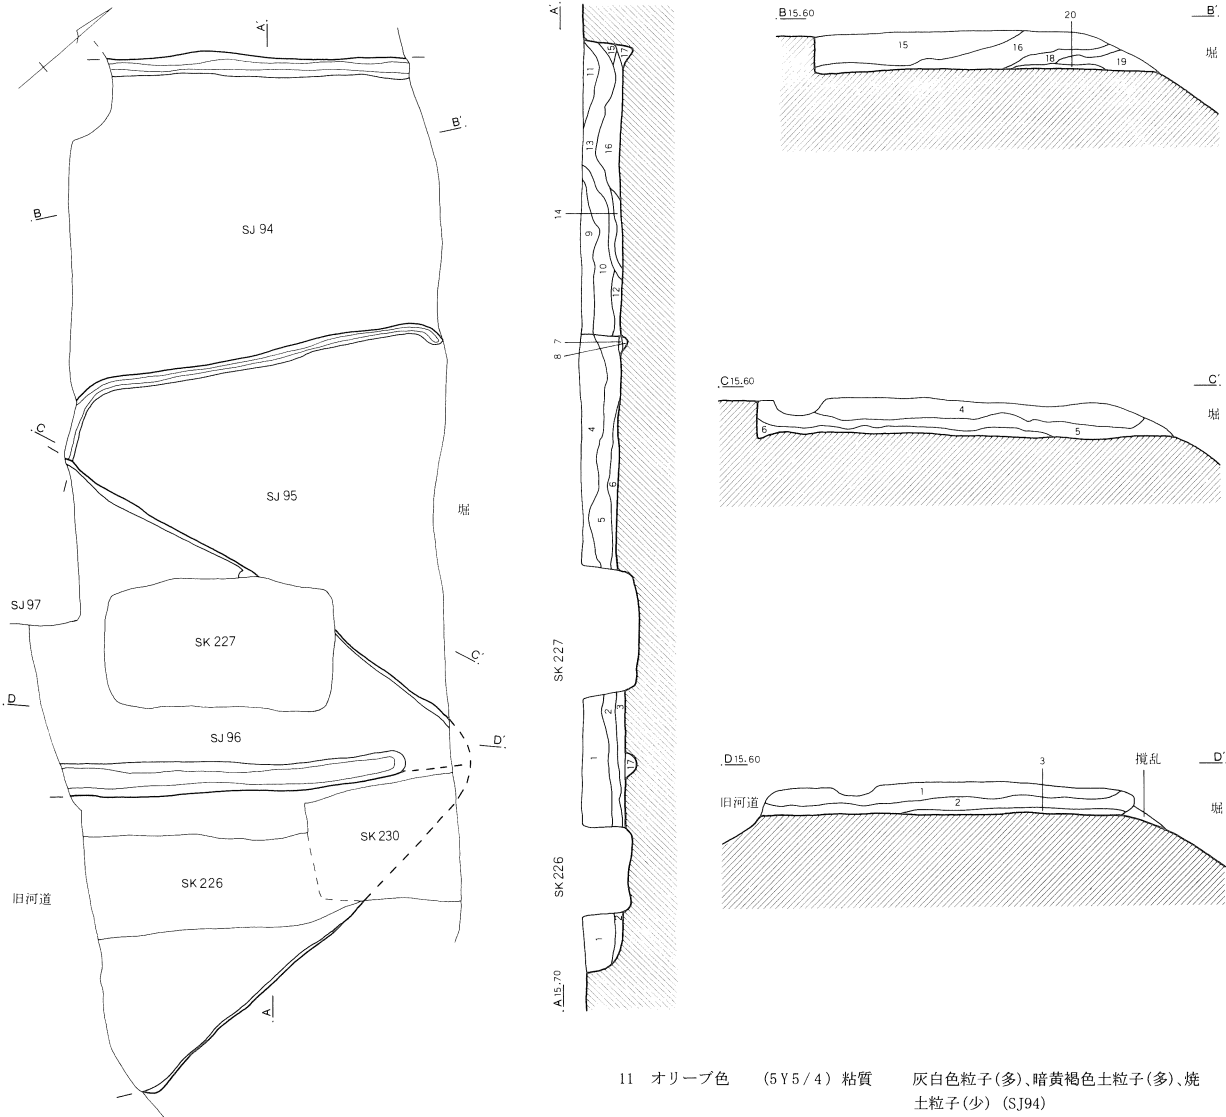 A'
B'
B
SJ 94
C
SJ 95
堀
SJ 97
SK 227
C'
D
SJ 96
D'
SK 230
SK 226
旧河道
A
A'
15
17
11
13
16
14
9
10
12
7
8
4
6
5
SK 227
2
3
1
17
SK 226
2
1
A 15.70
B 15.60
20
B'
堀
15
16
18
19
C 15.60
C'
堀
4
6
5
D 15.60
3
撹乱
D'
旧河道
1
2
堀
11 オリーブ色 (5Y5/4) 粘質 灰白色粒子(多)、暗黄褐色土粒子(多)、焼
土粒子(少) (SJ94)